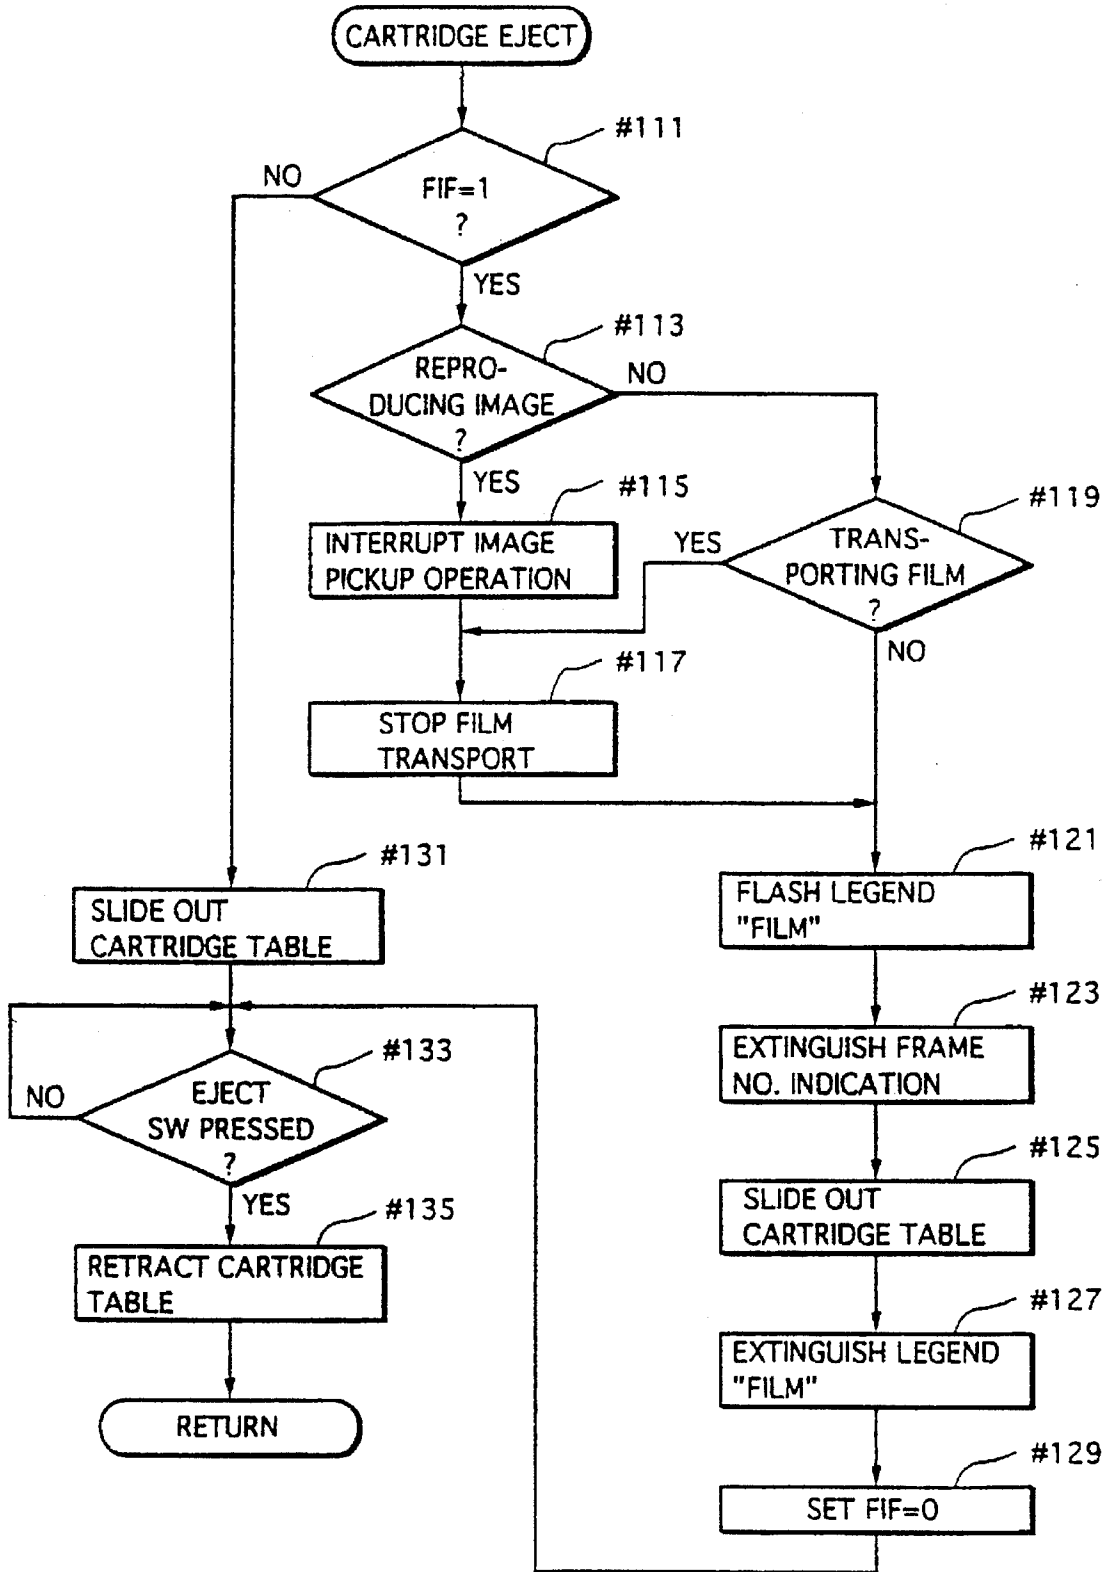 CARTRIDGE EJECT
#111
NO
FIF=1
?
YES
#113
REPRO-
DUCING IMAGE
?
NO
YES
#115
INTERRUPT IMAGE
PICKUP OPERATION
#119
YES
TRANS-
PORTING FILM
?
NO
#117
STOP FILM
TRANSPORT
#131
SLIDE OUT
CARTRIDGE TABLE
#121
FLASH LEGEND
"FILM"
#123
EXTINGUISH FRAME
NO. INDICATION
#133
NO
EJECT
SW PRESSED
?
YES
#125
SLIDE OUT
CARTRIDGE TABLE
#135
RETRACT CARTRIDGE
TABLE
#127
EXTINGUISH LEGEND
"FILM"
RETURN
#129
SET FIF=0